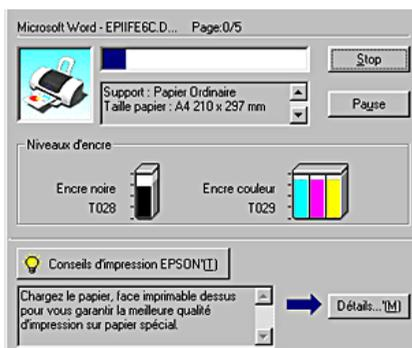 Microsoft Word - EPIIFE6C.D... Page:0/5
Stop
Support : Papier Ordinaire
Taille papier : A4 210 x 297 mm
Pause
Niveaux d'encre
Encre noire
T028
Encre couleur
T029
Conseils d'impression EPSON"(T)
Chargez le papier, face imprimable dessus
pour vous garantir la meilleure qualité
d'impression sur papier spécial.
Détails..."(M)